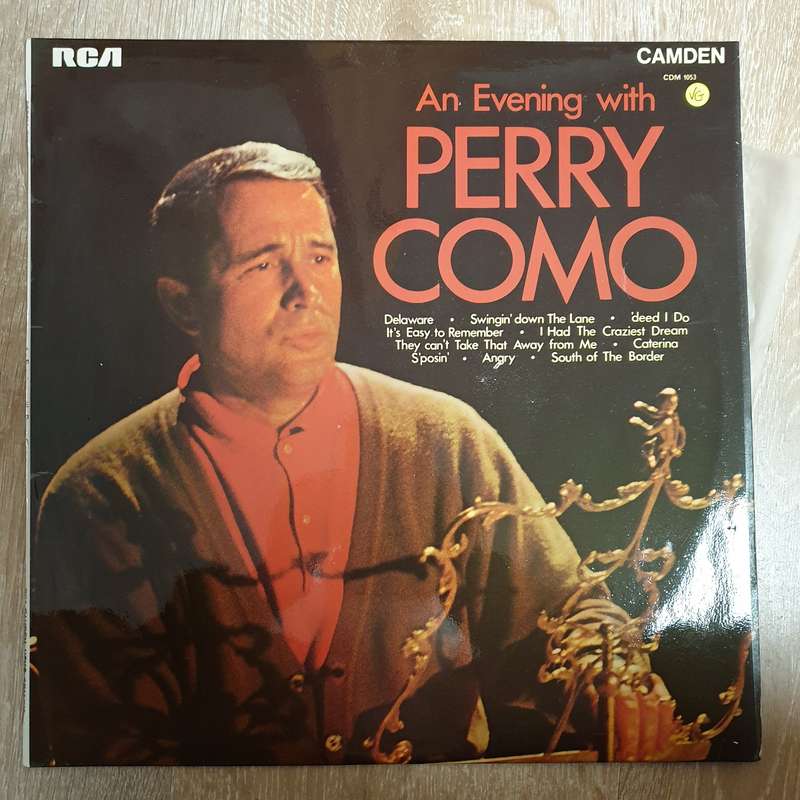 RCA
CAMDEN
CDM 1053
VG
An Evening with
PERRY
COMO
Delaware • Swingin' down The Lane • 'deed I Do
It's Easy to Remember • I Had The Craziest Dream
They can't Take That Away from Me • Caterina
S'posin' • Angry • South of The Border